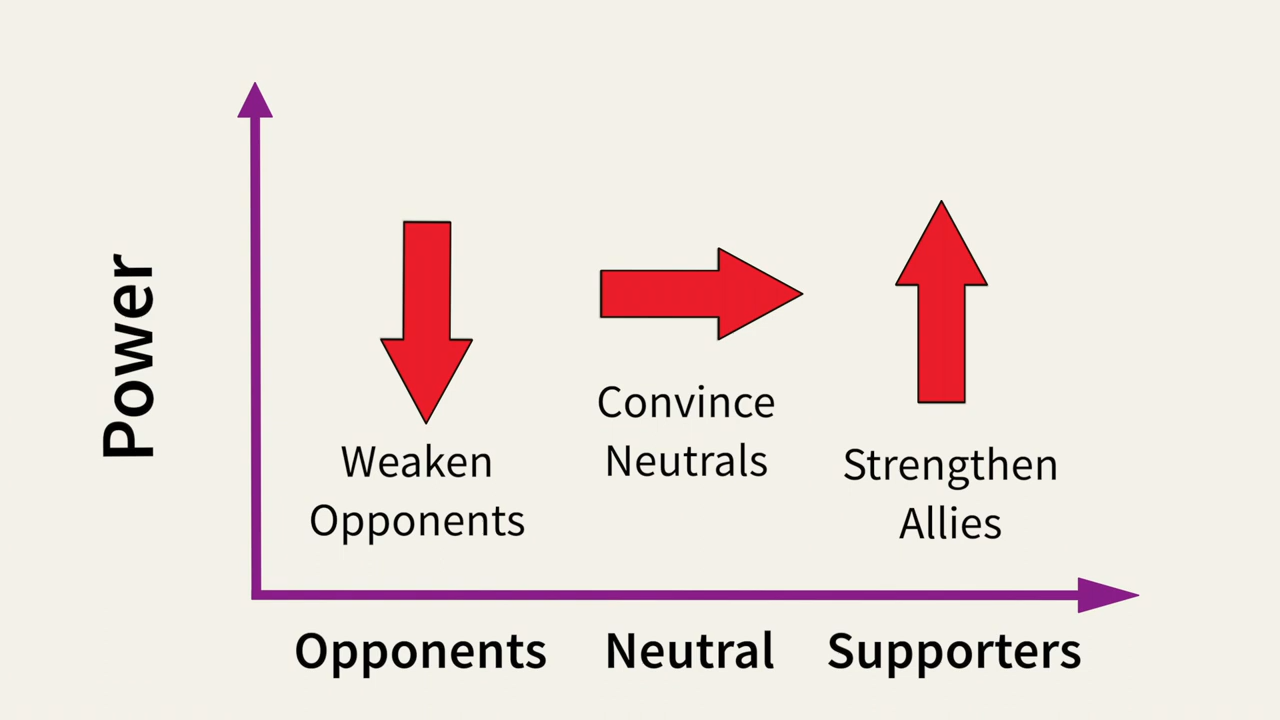 Power
Weaken
Opponents
Convince
Neutrals
Strengthen
Allies
Opponents
Neutral
Supporters